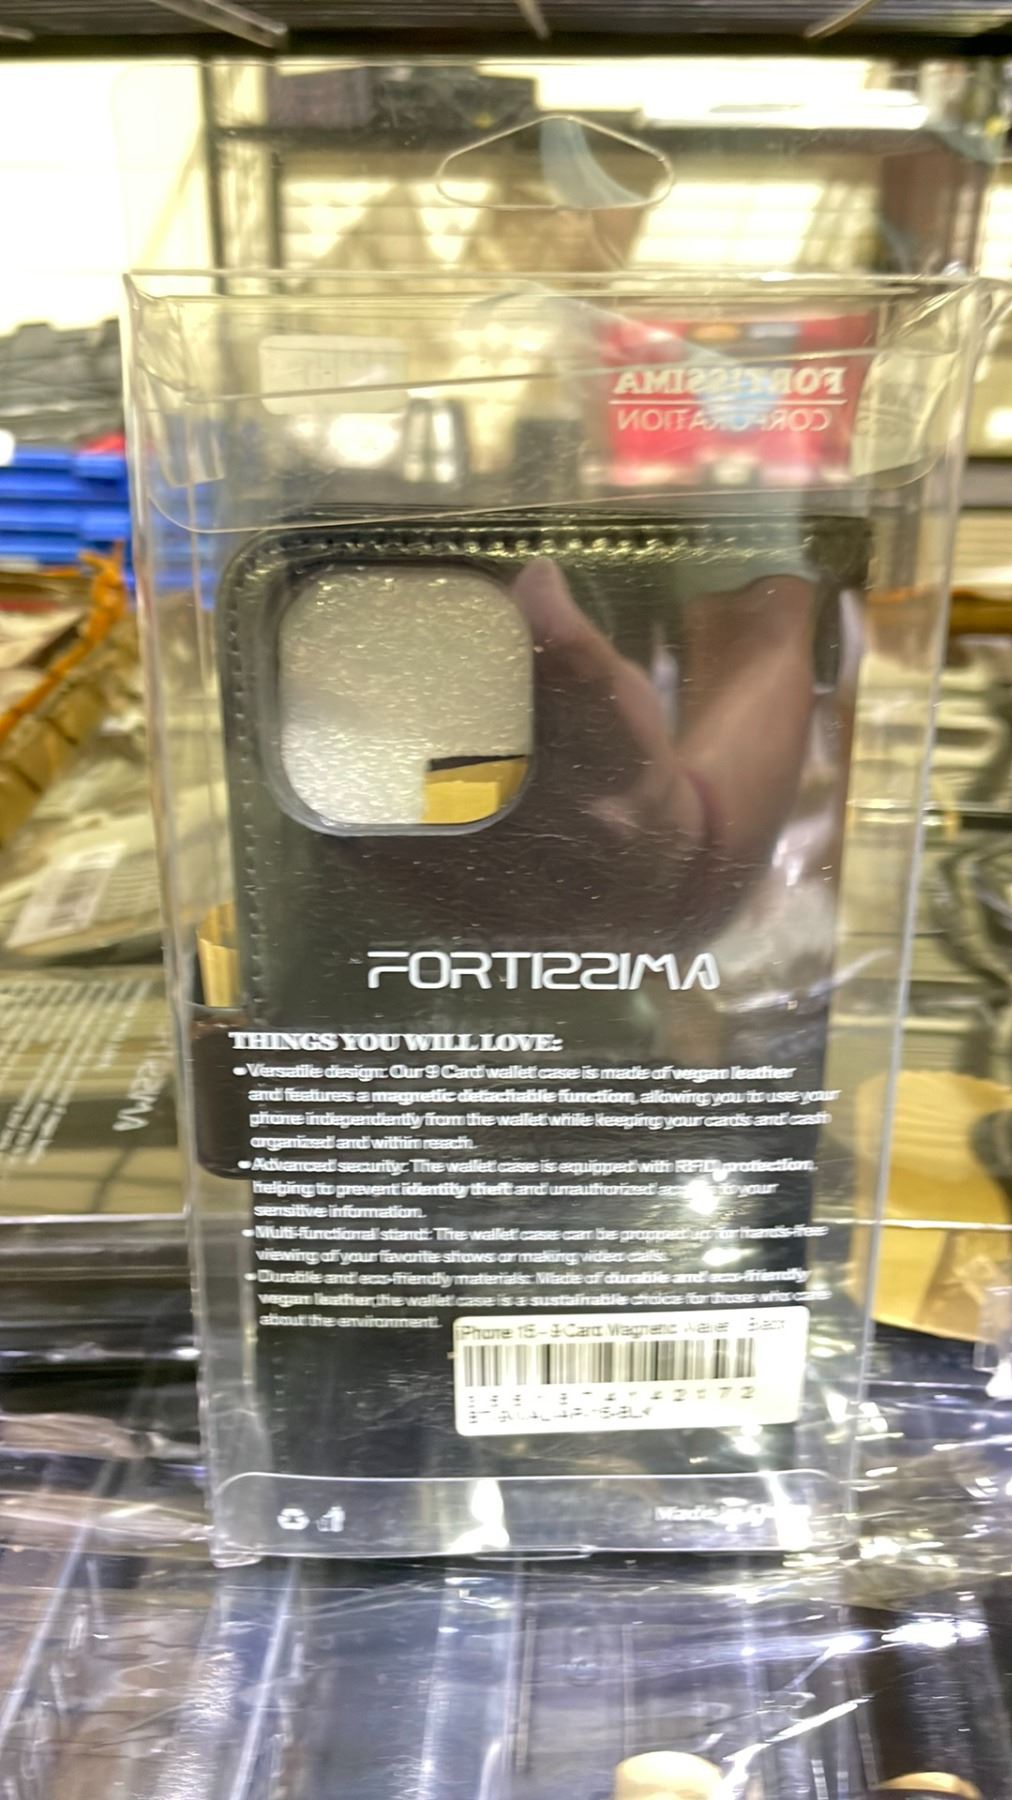 FORTISSIMA
CORPORATION
FORTISSIMA
THINGS YOU WILL LOVE:
• Versatile design: Our 9 Card wallet case is made of vegan leather
and features a magnetic detachable function, allowing you to use your
phone independently from the wallet while keeping your cards and cash
organized and within reach.
• Advanced security: The wallet case is equipped with RFID protection,
helping to prevent identity theft and unauthorized access to your
sensitive information.
• Multi-functional stand: The wallet case can be propped up for hands-free
viewing of your favorite shows or making video calls.
• Durable and eco-friendly materials: Made of durable and eco-friendly
vegan leather,the wallet case is a sustainable choice for those who care
about the environment.
iPhone 15 - 9 Card Magnetic Wallet - Black
Made in